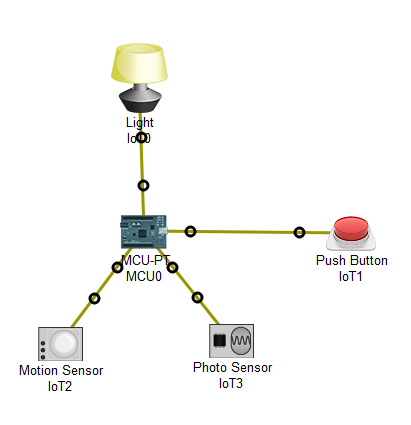 Light
IoT0
MCU-PT
MCU0
Push Button
IoT1
Motion Sensor
IoT2
Photo Sensor
IoT3